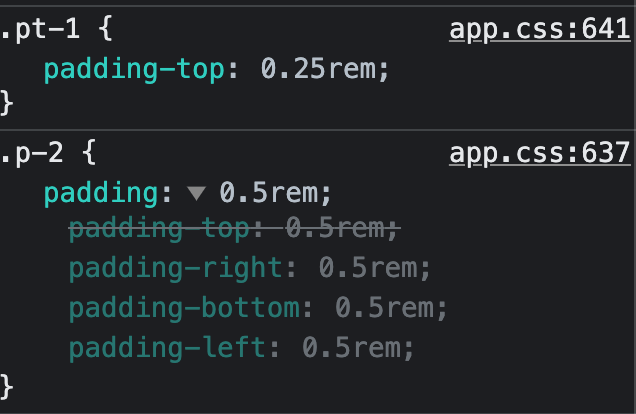 .pt-1 { app.css:641
padding-top: 0.25rem;
}
.p-2 { app.css:637
padding: ▼ 0.5rem;
padding-top: 0.5rem;
padding-right: 0.5rem;
padding-bottom: 0.5rem;
padding-left: 0.5rem;
}